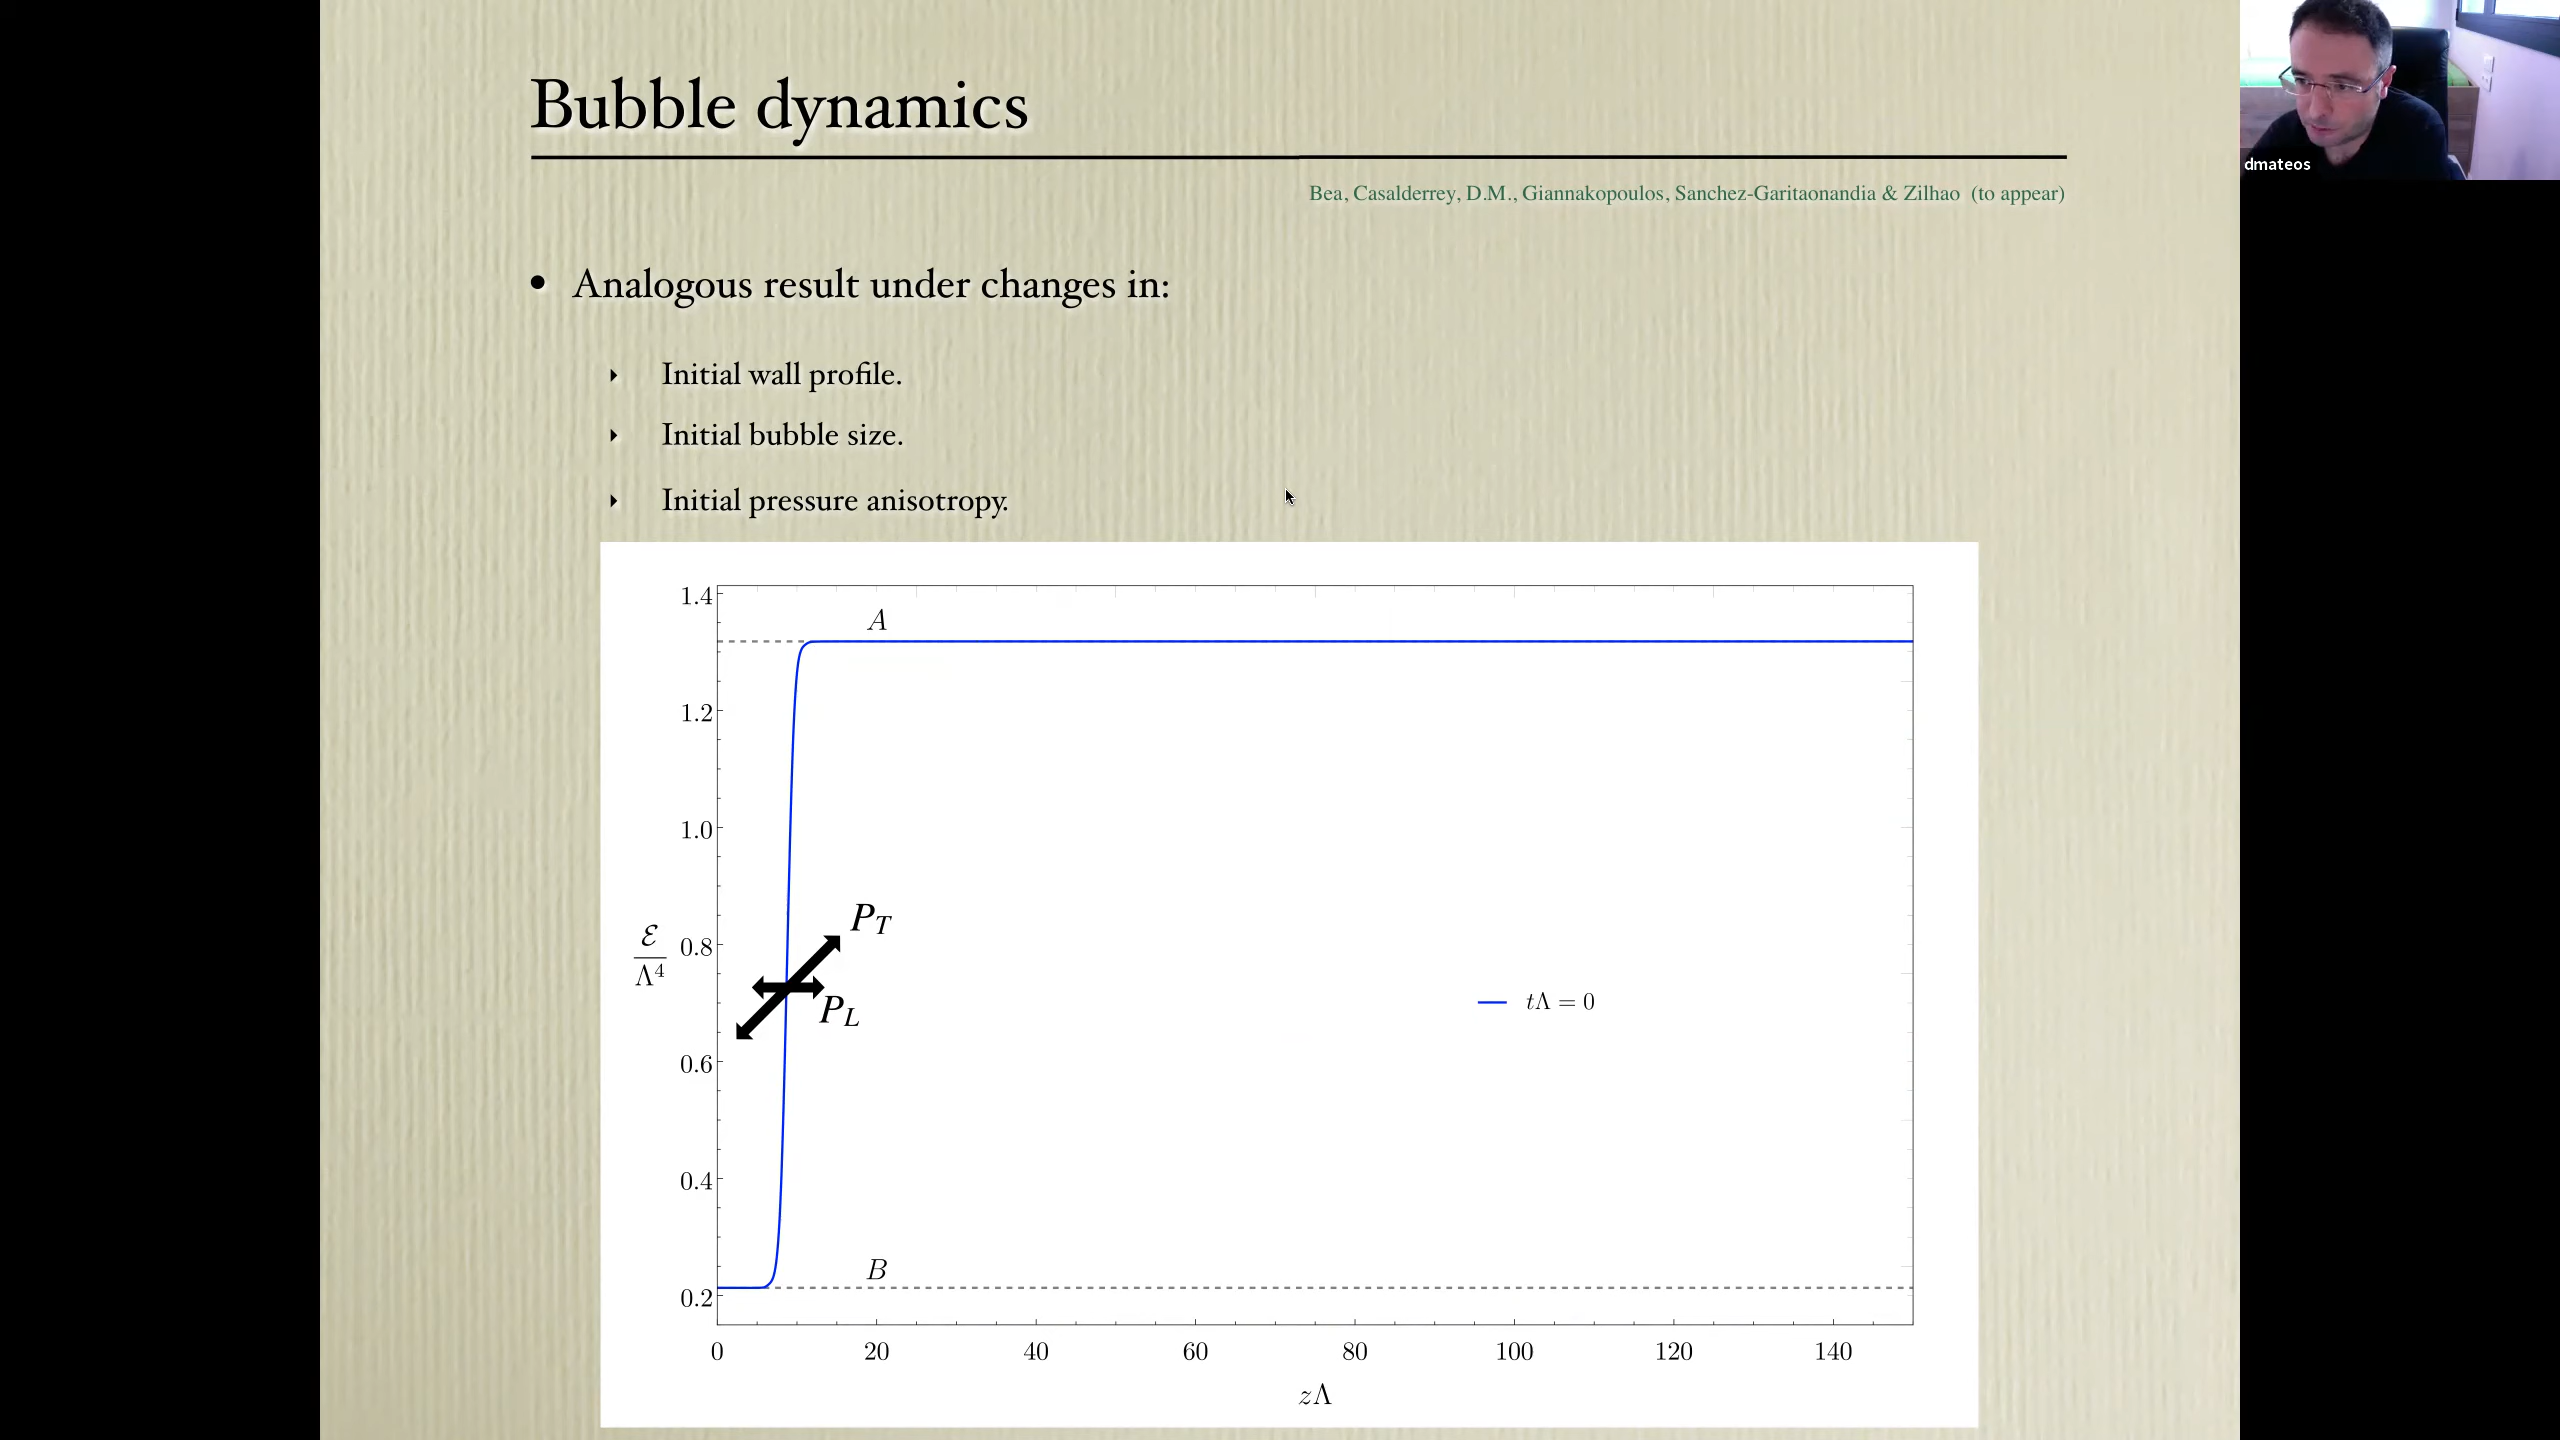 Bubble dynamics
dmateos
Bea, Casalderrey, D.M., Giannakopoulos, Sanchez-Garitaonandia & Zilhao (to appear)
• Analogous result under changes in:
‣ Initial wall profile.
‣ Initial bubble size.
‣ Initial pressure anisotropy.
1.4
A
1.2
1.0
P_T
ℰ/Λ⁴
0.8
P_L
tΛ = 0
0.6
0.4
B
0.2
0 20 40 60 80 100 120 140
zΛ